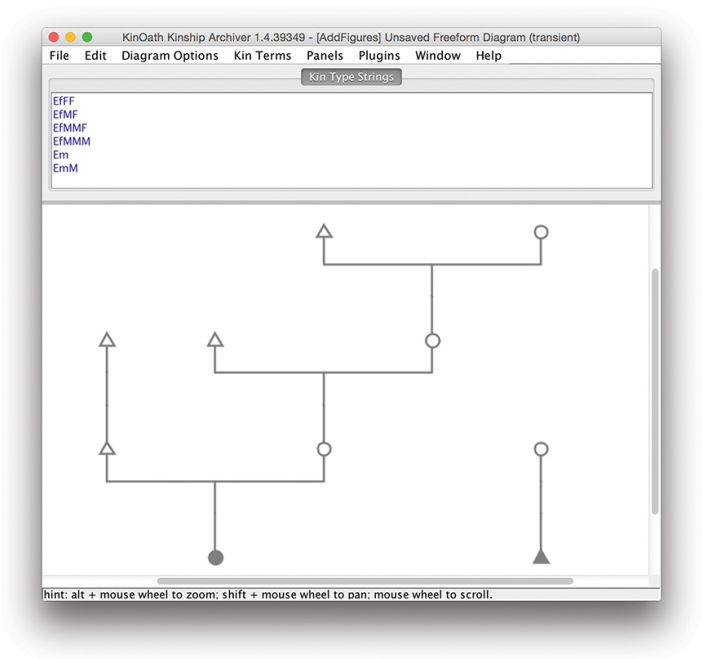 KinOath Kinship Archiver 1.4.39349 - [AddFigures] Unsaved Freeform Diagram (transient)
File Edit Diagram Options Kin Terms Panels Plugins Window Help
Kin Type Strings
EfFF
EfMF
EfMMF
EfMMM
Em
EmM
hint: alt + mouse wheel to zoom; shift + mouse wheel to pan; mouse wheel to scroll.